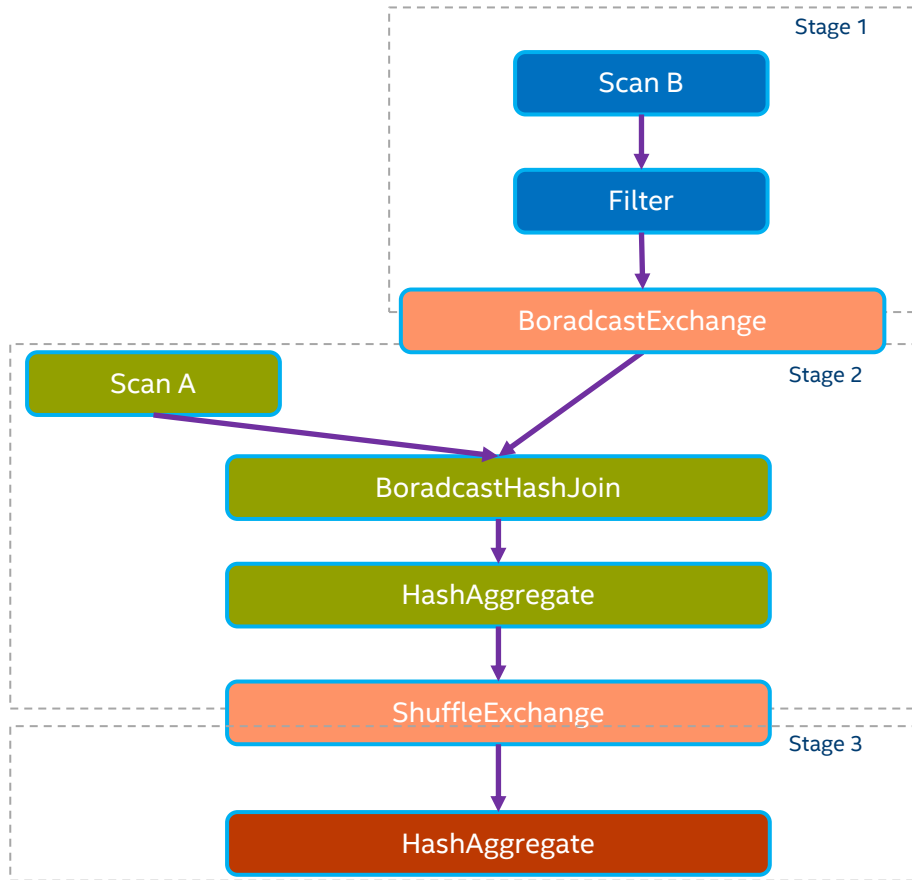 Stage 1
Scan B
Filter
BoradcastExchange
Stage 2
Scan A
BoradcastHashJoin
HashAggregate
ShuffleExchange
Stage 3
HashAggregate